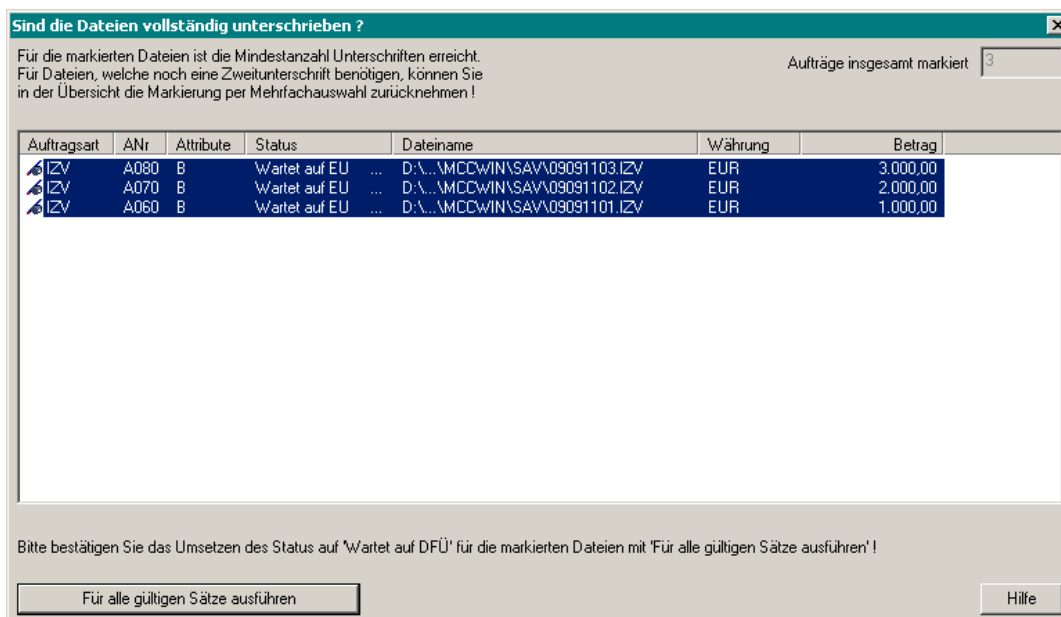 Sind die Dateien vollständig unterschrieben ?
Für die markierten Dateien ist die Mindestanzahl Unterschriften erreicht.
Für Dateien, welche noch eine Zweitunterschrift benötigen, können Sie
in der Übersicht die Markierung per Mehrfachauswahl zurücknehmen !
Aufträge insgesamt markiert 3
Auftragsart ANr Attribute Status Dateiname Währung Betrag
IZV A080 B Wartet auf EU ... D:\...\MCCWIN\SAV\09091103.IZV EUR 3.000,00
IZV A070 B Wartet auf EU ... D:\...\MCCWIN\SAV\09091102.IZV EUR 2.000,00
IZV A060 B Wartet auf EU ... D:\...\MCCWIN\SAV\09091101.IZV EUR 1.000,00
Bitte bestätigen Sie das Umsetzen des Status auf 'Wartet auf DFÜ' für die markierten Dateien mit 'Für alle gültigen Sätze ausführen' !
Für alle gültigen Sätze ausführen
Hilfe